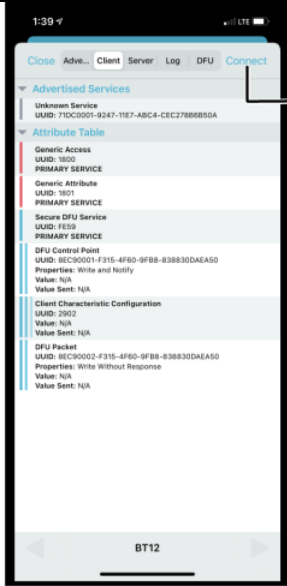 1:39
LTE
Close Adve... Client Server Log DFU Connect
Advertised Services
Unknown Service
UUID: 71DC0001-9247-11E7-ABC4-CEC278B6B50A
Attribute Table
Generic Access
UUID: 1800
PRIMARY SERVICE
Generic Attribute
UUID: 1801
PRIMARY SERVICE
Secure DFU Service
UUID: FE59
PRIMARY SERVICE
DFU Control Point
UUID: 8EC90001-F315-4F60-9FB8-838830DAEA50
Properties: Write and Notify
Value: N/A
Value Sent: N/A
Client Characteristic Configuration
UUID: 2902
Value: N/A
Value Sent: N/A
DFU Packet
UUID: 8EC90002-F315-4F60-9FB8-838830DAEA50
Properties: Write Without Response
Value: N/A
Value Sent: N/A
BT12